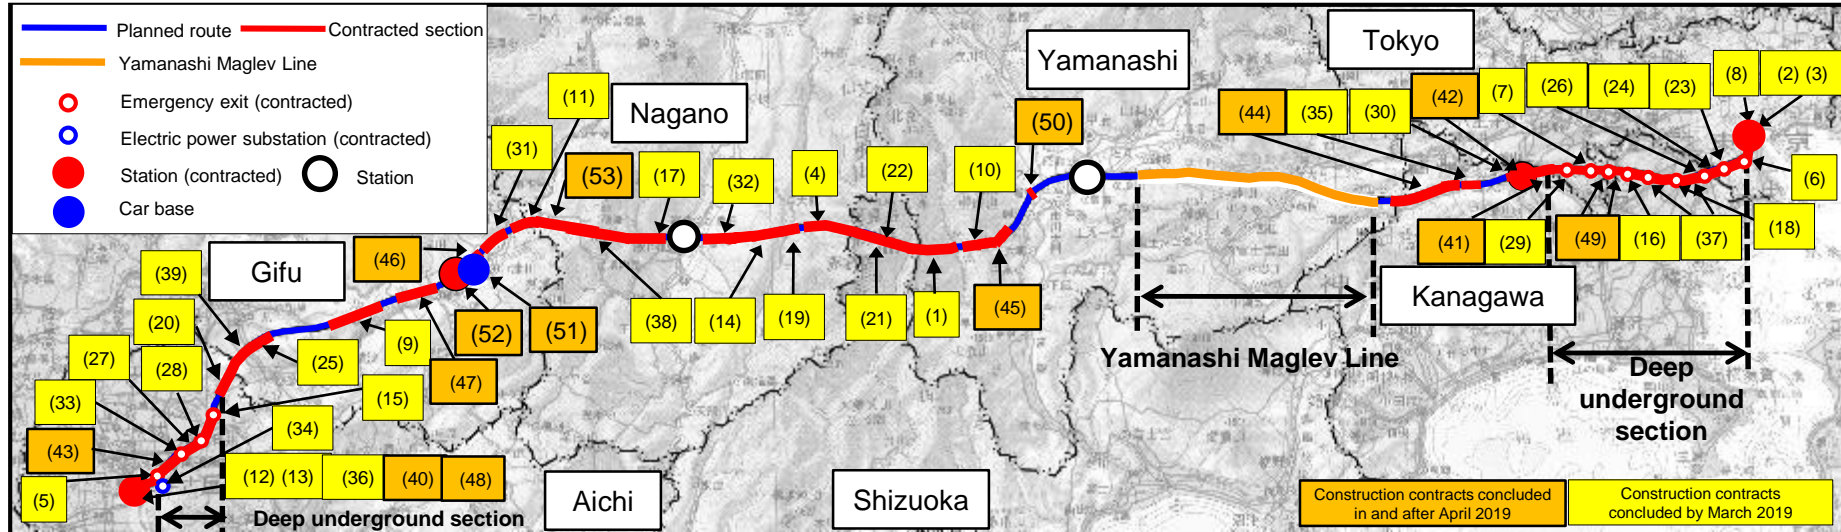 Planned route Contracted section
Yamanashi Maglev Line
Emergency exit (contracted)
Electric power substation (contracted)
Station (contracted) Station
Car base
Tokyo
Yamanashi
Nagano
Gifu
Kanagawa
Aichi
Shizuoka
(11)
(31)
(53)
(17)
(32)
(4)
(22)
(10)
(50)
(44)
(35)
(30)
(42)
(7)
(26)
(24)
(23)
(8)
(2) (3)
(6)
(18)
(37)
(16)
(49)
(29)
(41)
(45)
(1)
(21)
(19)
(14)
(38)
(51)
(52)
(46)
(47)
(9)
(25)
(39)
(20)
(27)
(28)
(15)
(33)
(34)
(43)
(5)
(12) (13)
(36)
(40)
(48)
Deep underground section
Yamanashi Maglev Line
Deep
underground
section
Construction contracts concluded
in and after April 2019
Construction contracts
concluded by March 2019